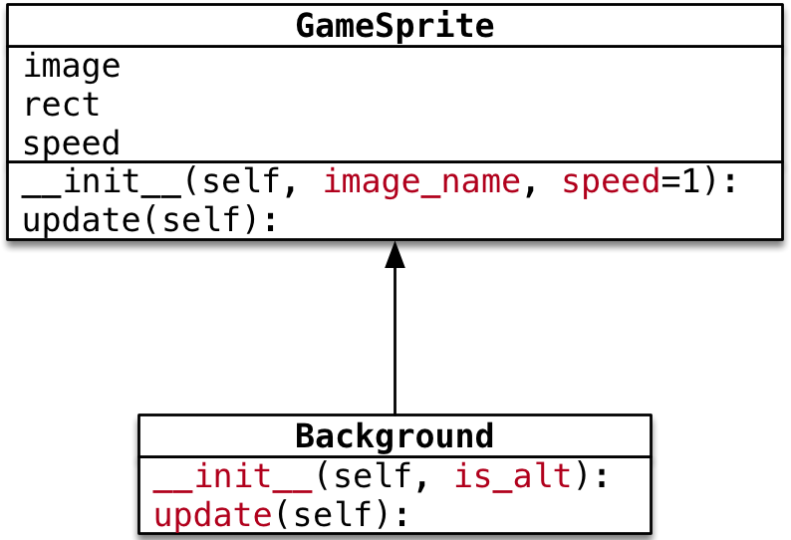 GameSprite
image
rect
speed
__init__(self, image_name, speed=1):
update(self):
Background
__init__(self, is_alt):
update(self):